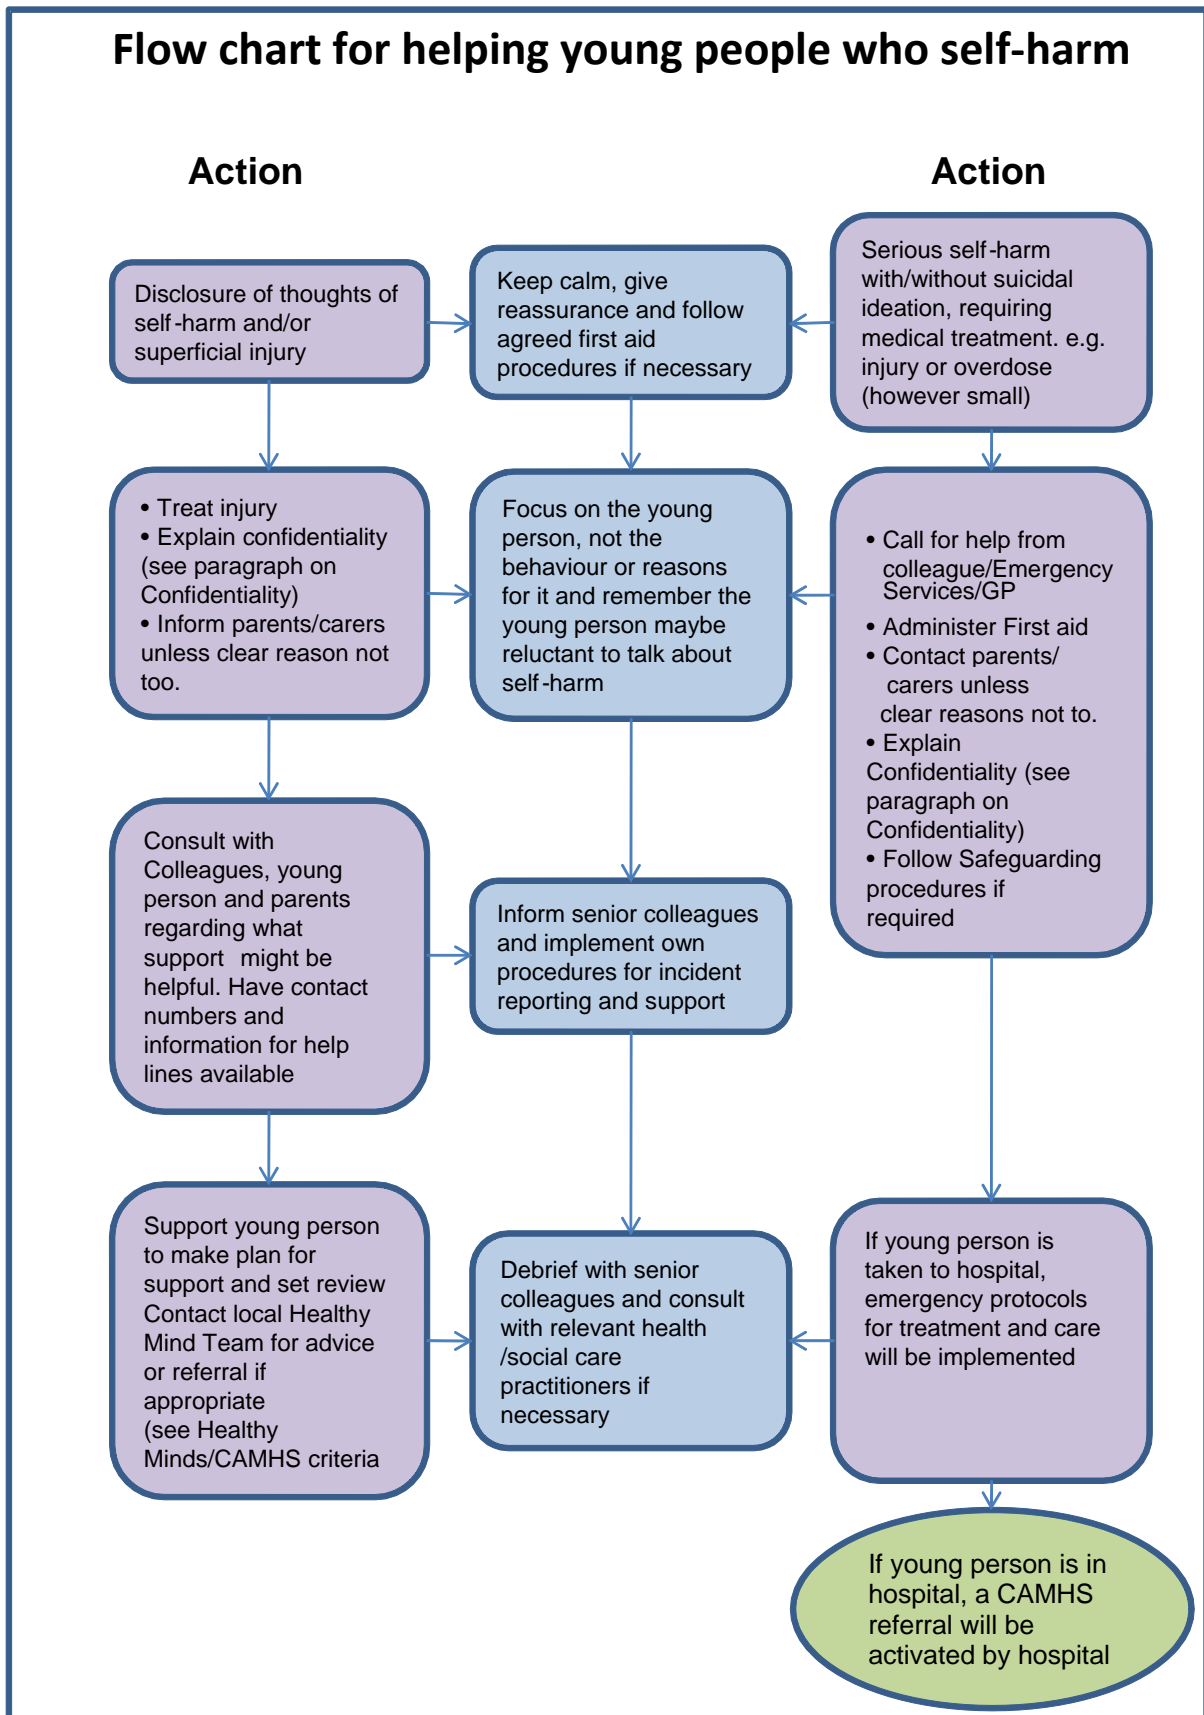 Flow chart for helping young people who self-harm
Action
Action
Disclosure of thoughts of
self-harm and/or
superficial injury
Keep calm, give
reassurance and follow
agreed first aid
procedures if necessary
Serious self-harm
with/without suicidal
ideation, requiring
medical treatment. e.g.
injury or overdose
(however small)
• Treat injury
• Explain confidentiality
(see paragraph on
Confidentiality)
• Inform parents/carers
unless clear reason not
too.
Focus on the young
person, not the
behaviour or reasons
for it and remember the
young person maybe
reluctant to talk about
self-harm
• Call for help from
colleague/Emergency
Services/GP
• Administer First aid
• Contact parents/
carers unless
clear reasons not to.
• Explain
Confidentiality (see
paragraph on
Confidentiality)
• Follow Safeguarding
procedures if
required
Consult with
Colleagues, young
person and parents
regarding what
support might be
helpful. Have contact
numbers and
information for help
lines available
Inform senior colleagues
and implement own
procedures for incident
reporting and support
Support young person
to make plan for
support and set review
Contact local Healthy
Mind Team for advice
or referral if
appropriate
(see Healthy
Minds/CAMHS criteria
Debrief with senior
colleagues and consult
with relevant health
/social care
practitioners if
necessary
If young person is
taken to hospital,
emergency protocols
for treatment and care
will be implemented
If young person is in
hospital, a CAMHS
referral will be
activated by hospital